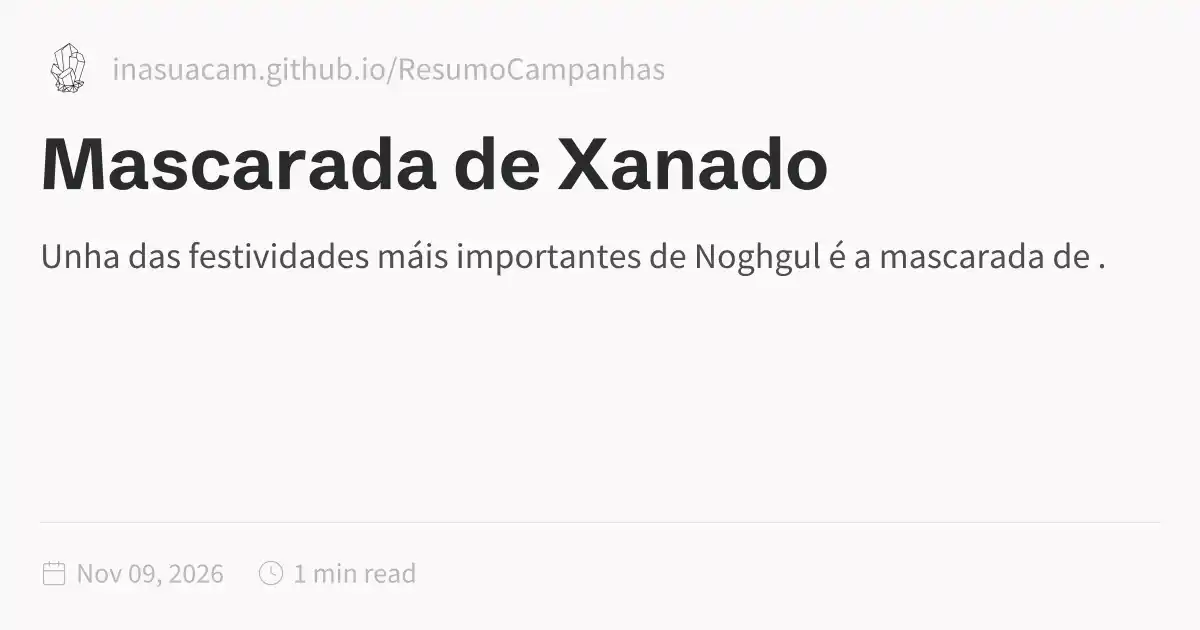 inasuacam.github.io/ResumoCampanhas
Mascarada de Xanado
Unha das festividades máis importantes de Noghgul é a mascarada de .
Nov 09, 2026
1 min read